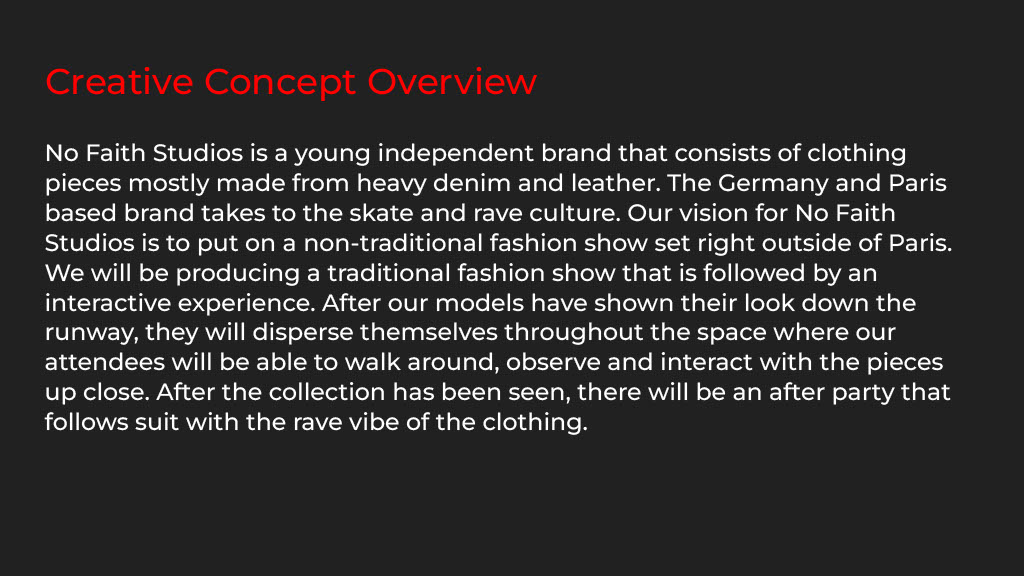 Creative Concept Overview
No Faith Studios is a young independent brand that consists of clothing
pieces mostly made from heavy denim and leather. The Germany and Paris
based brand takes to the skate and rave culture. Our vision for No Faith
Studios is to put on a non-traditional fashion show set right outside of Paris.
We will be producing a traditional fashion show that is followed by an
interactive experience. After our models have shown their look down the
runway, they will disperse themselves throughout the space where our
attendees will be able to walk around, observe and interact with the pieces
up close. After the collection has been seen, there will be an after party that
follows suit with the rave vibe of the clothing.